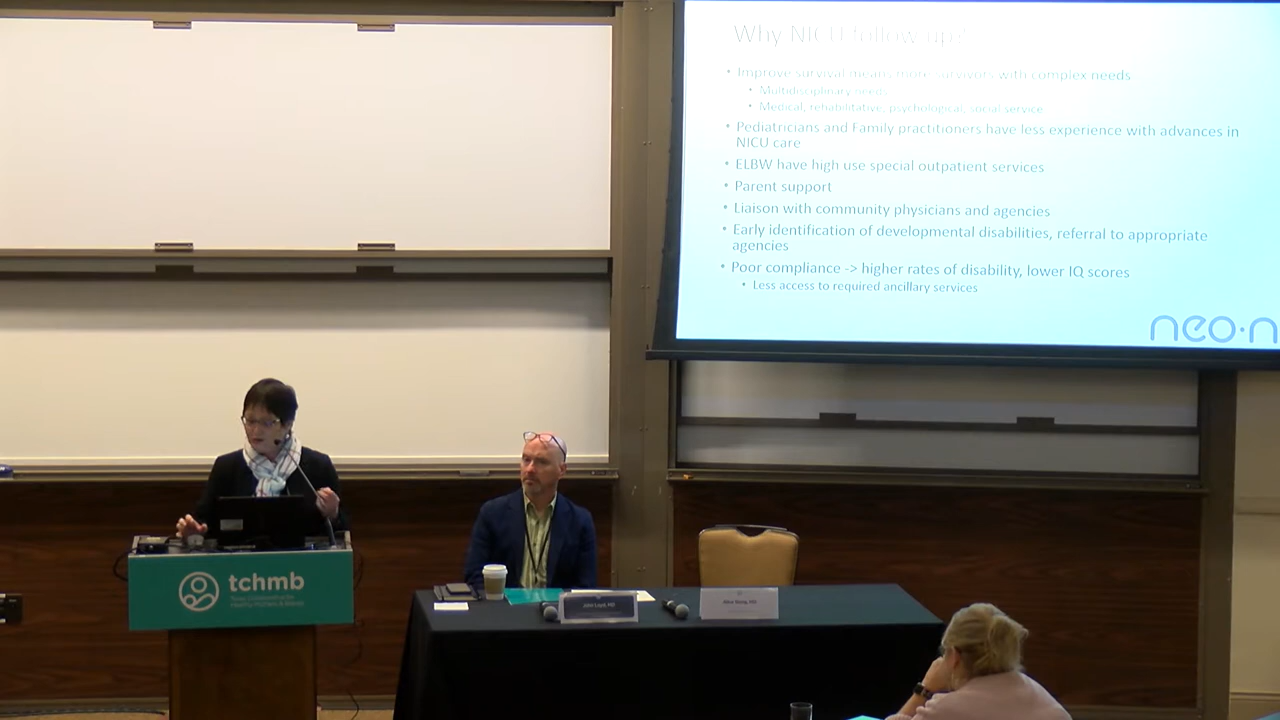 Why NICU follow-up?
• Improve survival means more survivors with complex needs
• Multidisciplinary needs
• Medical, rehabilitative, psychological, social service
• Pediatricians and Family practitioners have less experience with advances in
NICU care
• ELBW have high use special outpatient services
• Parent support
• Liaison with community physicians and agencies
• Early identification of developmental disabilities, referral to appropriate
agencies
• Poor compliance -> higher rates of disability, lower IQ scores
• Less access to required ancillary services
neo·n
tchmb
John Loyd, MD